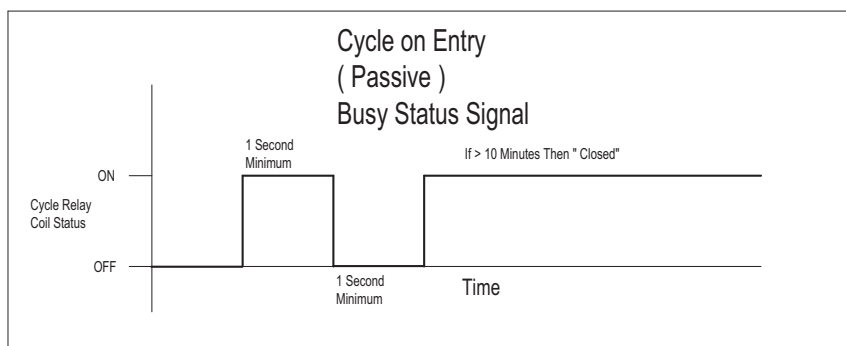 Cycle on Entry
( Passive )
Busy Status Signal
1 Second
Minimum
If > 10 Minutes Then " Closed"
ON
Cycle Relay
Coil Status
OFF
1 Second
Minimum
Time